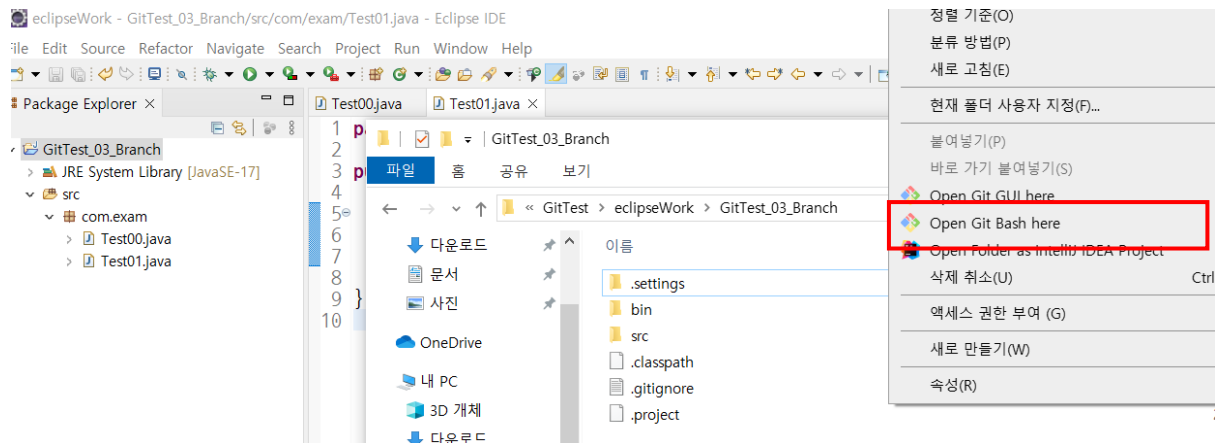 eclipseWork - GitTest_03_Branch/src/com/exam/Test01.java - Eclipse IDE
File Edit Source Refactor Navigate Search Project Run Window Help
Package Explorer
GitTest_03_Branch
JRE System Library [JavaSE-17]
src
com.exam
Test00.java
Test01.java
Test00.java
Test01.java
1 p
2
3 p
4
5
6
7
8
9 }
10
GitTest_03_Branch
파일 홈 공유 보기
« GitTest > eclipseWork > GitTest_03_Branch
다운로드
문서
사진
OneDrive
내 PC
3D 개체
다운로드
이름
.settings
bin
src
.classpath
.gitignore
.project
정렬 기준(O)
분류 방법(P)
새로 고침(E)
현재 폴더 사용자 지정(F)...
붙여넣기(P)
바로 가기 붙여넣기(S)
Open Git GUI here
Open Git Bash here
Open Folder as IntelliJ IDEA Project
삭제 취소(U) Ctrl
액세스 권한 부여 (G)
새로 만들기(W)
속성(R)